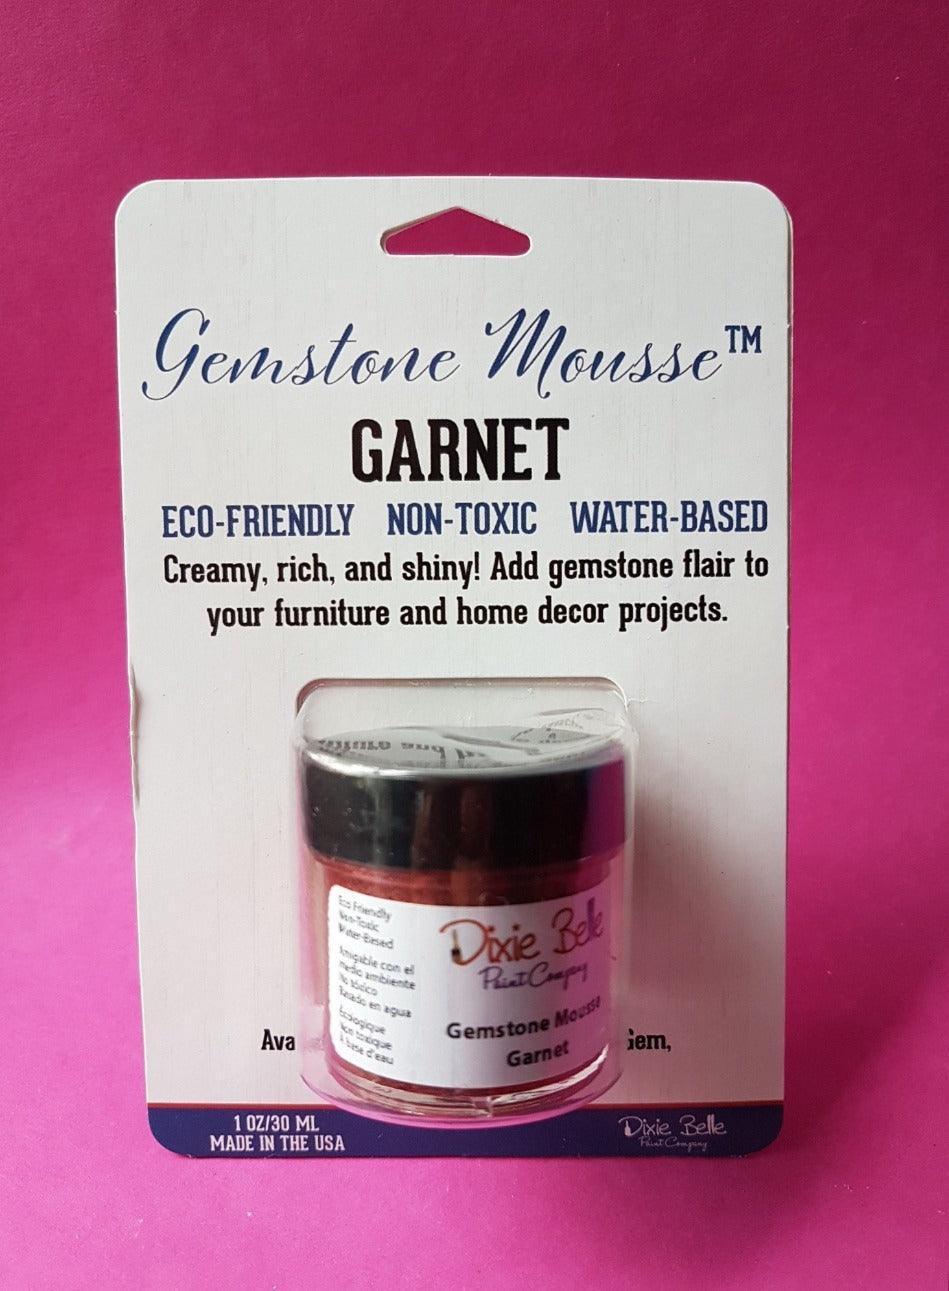 Gemstone Mousse™
GARNET
ECO-FRIENDLY NON-TOXIC WATER-BASED
Creamy, rich, and shiny! Add gemstone flair to
your furniture and home decor projects.
Eco Friendly
Non-Toxic
Water-Based
Amigable con el
medio ambiente
No tóxico
Basado en agua
Écologique
Non toxique
À base d'eau
Dixie Belle
Paint Company
Gemstone Mousse
Garnet
Ava
Gem,
1 OZ/30 ML
MADE IN THE USA
Dixie Belle
Paint Company